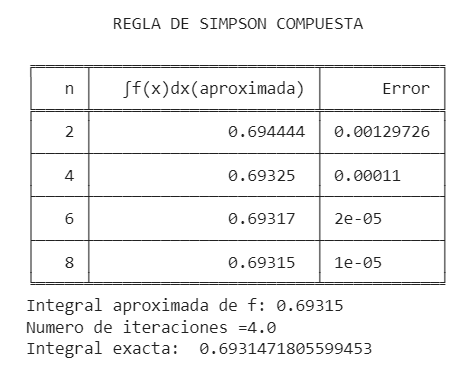 REGLA DE SIMPSON COMPUESTA
n ∫f(x)dx(aproximada) Error
2 0.694444 0.00129726
4 0.69325 0.00011
6 0.69317 2e-05
8 0.69315 1e-05
Integral aproximada de f: 0.69315
Numero de iteraciones =4.0
Integral exacta:  0.6931471805599453